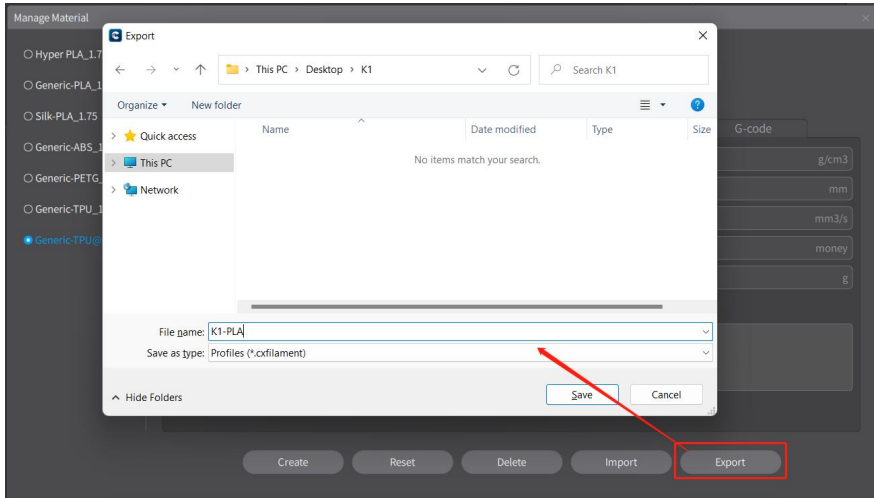 Manage Material
Export
Hyper PLA_1.7
This PC > Desktop > K1
Search K1
Generic-PLA_1
Organize
New folder
Silk-PLA_1.75
Quick access
Name
Date modified
Type
Size
G-code
Generic-ABS_1
This PC
No items match your search.
g/cm3
Generic-PETG_
Network
mm
Generic-TPU_1
mm3/s
Generic-TPU@
money
g
File name: K1-PLA
Save as type: Profiles (*.cxfilament)
Hide Folders
Save
Cancel
Create
Reset
Delete
Import
Export